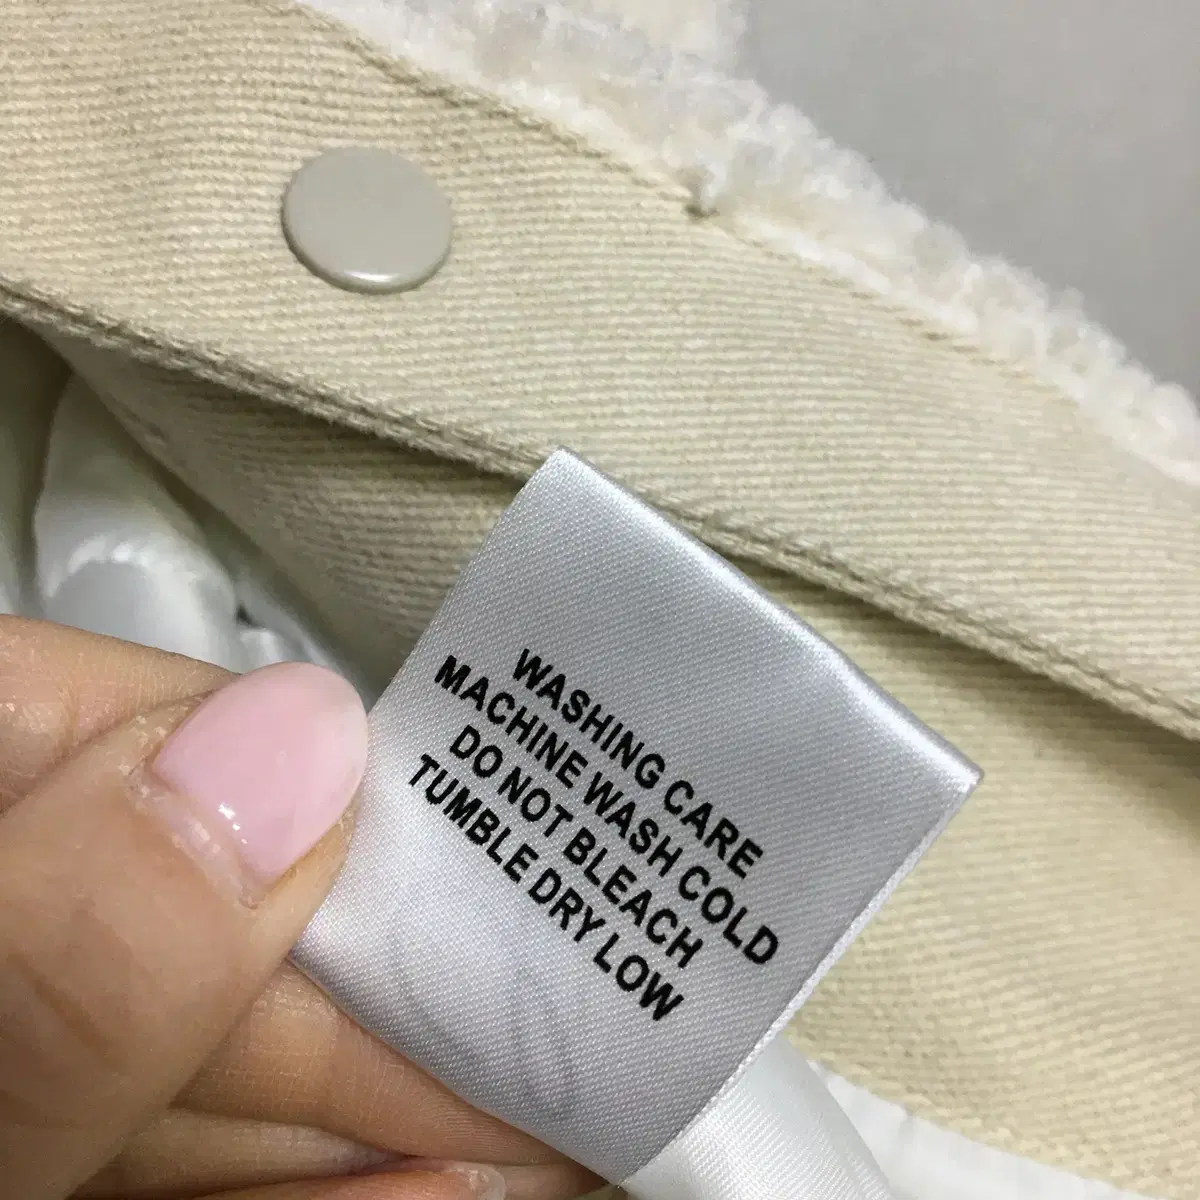 WASHING CARE
MACHINE WASH COLD
DO NOT BLEACH
TUMBLE DRY LOW